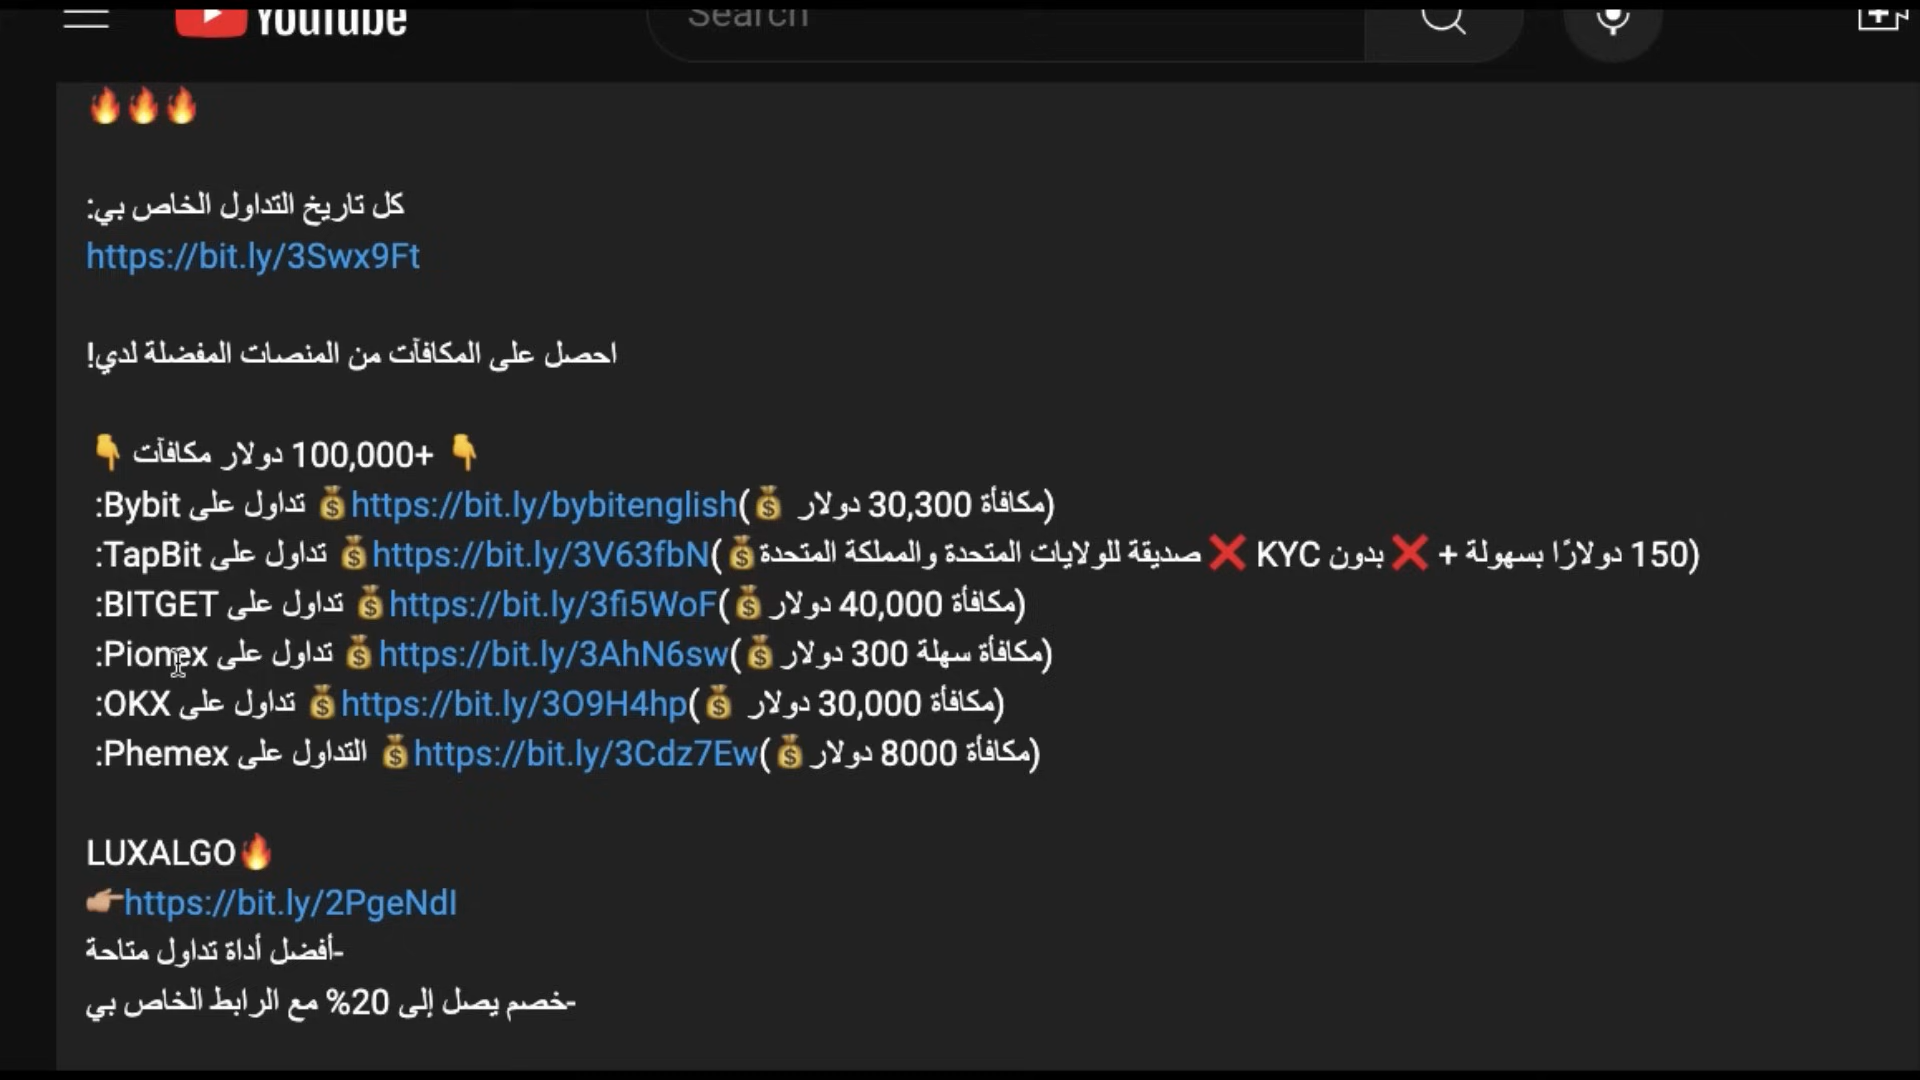 YouTube
Search
🔥🔥🔥
كل تاريخ التداول الخاص بي:
https://bit.ly/3Swx9Ft
احصل على المكافآت من المنصات المفضلة لدي!
👇 +100,000 دولار مكافآت 👇
تداول على Bybit: 💰https://bit.ly/bybitenglish (مكافأة 30,300 دولار 💰)
تداول على TapBit: 💰https://bit.ly/3V63fbN (150 دولارًا بسهولة + ❌ بدون KYC ❌ صديقة للولايات المتحدة والمملكة المتحدة💰)
تداول على BITGET: 💰https://bit.ly/3fi5WoF (مكافأة 40,000 دولار💰)
تداول على Pionex: 💰https://bit.ly/3AhN6sw (مكافأة سهلة 300 دولار 💰)
تداول على OKX: 💰https://bit.ly/3O9H4hp (مكافأة 30,000 دولار 💰)
التداول على Phemex: 💰https://bit.ly/3Cdz7Ew (مكافأة 8000 دولار💰)
LUXALGO🔥
👉🏼https://bit.ly/2PgeNdI
-أفضل أداة تداول متاحة
-خصم يصل إلى 20% مع الرابط الخاص بي